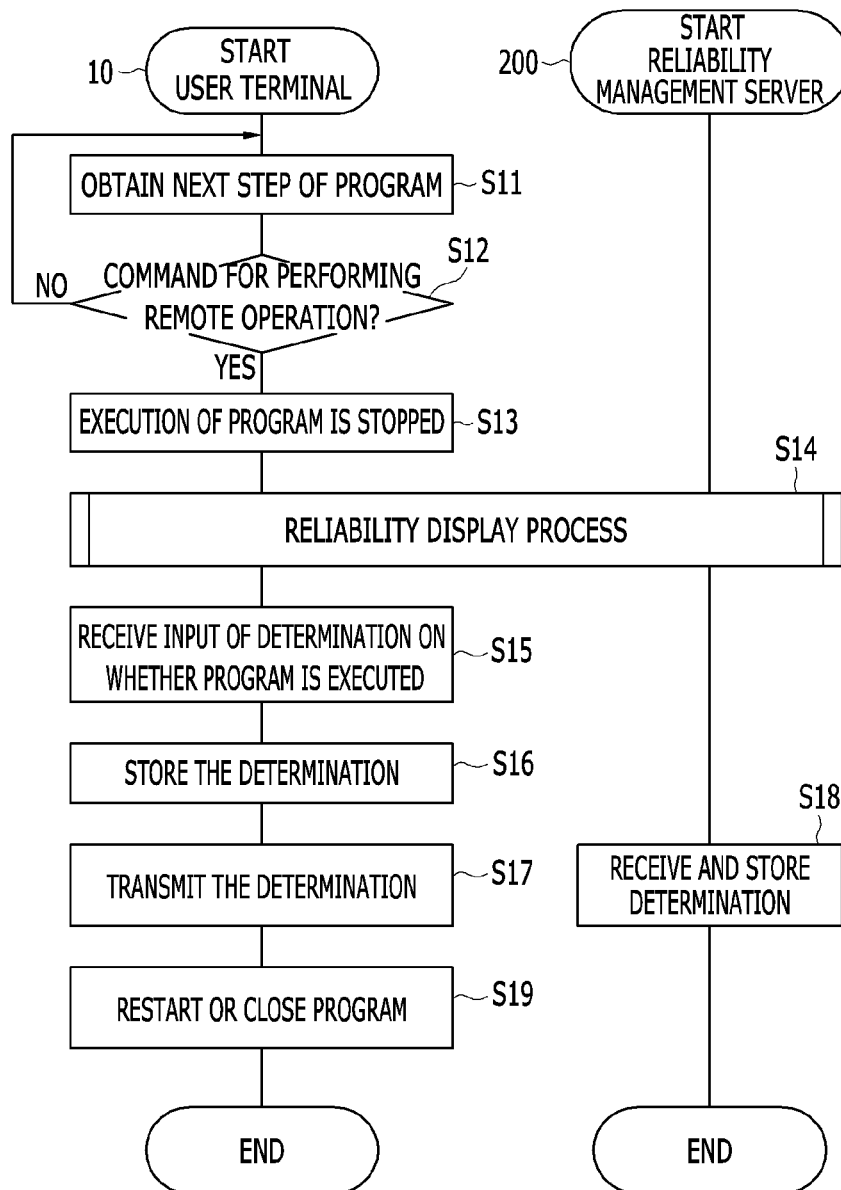 START
USER TERMINAL
10
START
RELIABILITY
MANAGEMENT SERVER
200
OBTAIN NEXT STEP OF PROGRAM
S11
COMMAND FOR PERFORMING
REMOTE OPERATION?
S12
NO
YES
EXECUTION OF PROGRAM IS STOPPED
S13
S14
RELIABILITY DISPLAY PROCESS
RECEIVE INPUT OF DETERMINATION ON
WHETHER PROGRAM IS EXECUTED
S15
STORE THE DETERMINATION
S16
TRANSMIT THE DETERMINATION
S17
S18
RECEIVE AND STORE
DETERMINATION
RESTART OR CLOSE PROGRAM
S19
END
END